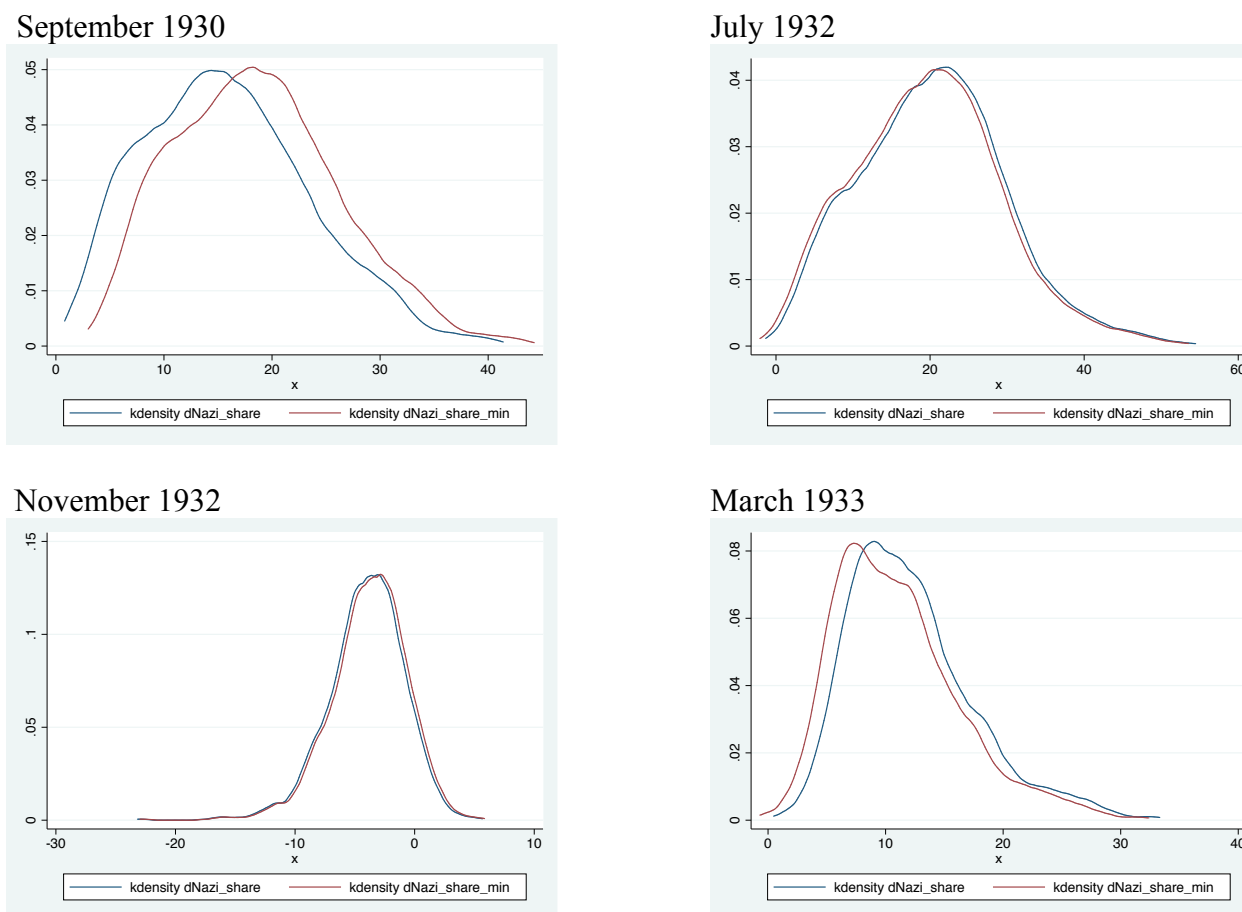 September 1930
0 .01 .02 .03 .04 .05
0 10 20 30 40
x
kdensity dNazi_share kdensity dNazi_share_min
July 1932
0 .01 .02 .03 .04
0 20 40 60
x
kdensity dNazi_share kdensity dNazi_share_min
November 1932
0 .05 .1 .15
-30 -20 -10 0 10
x
kdensity dNazi_share kdensity dNazi_share_min
March 1933
0 .02 .04 .06 .08
0 10 20 30 40
x
kdensity dNazi_share kdensity dNazi_share_min